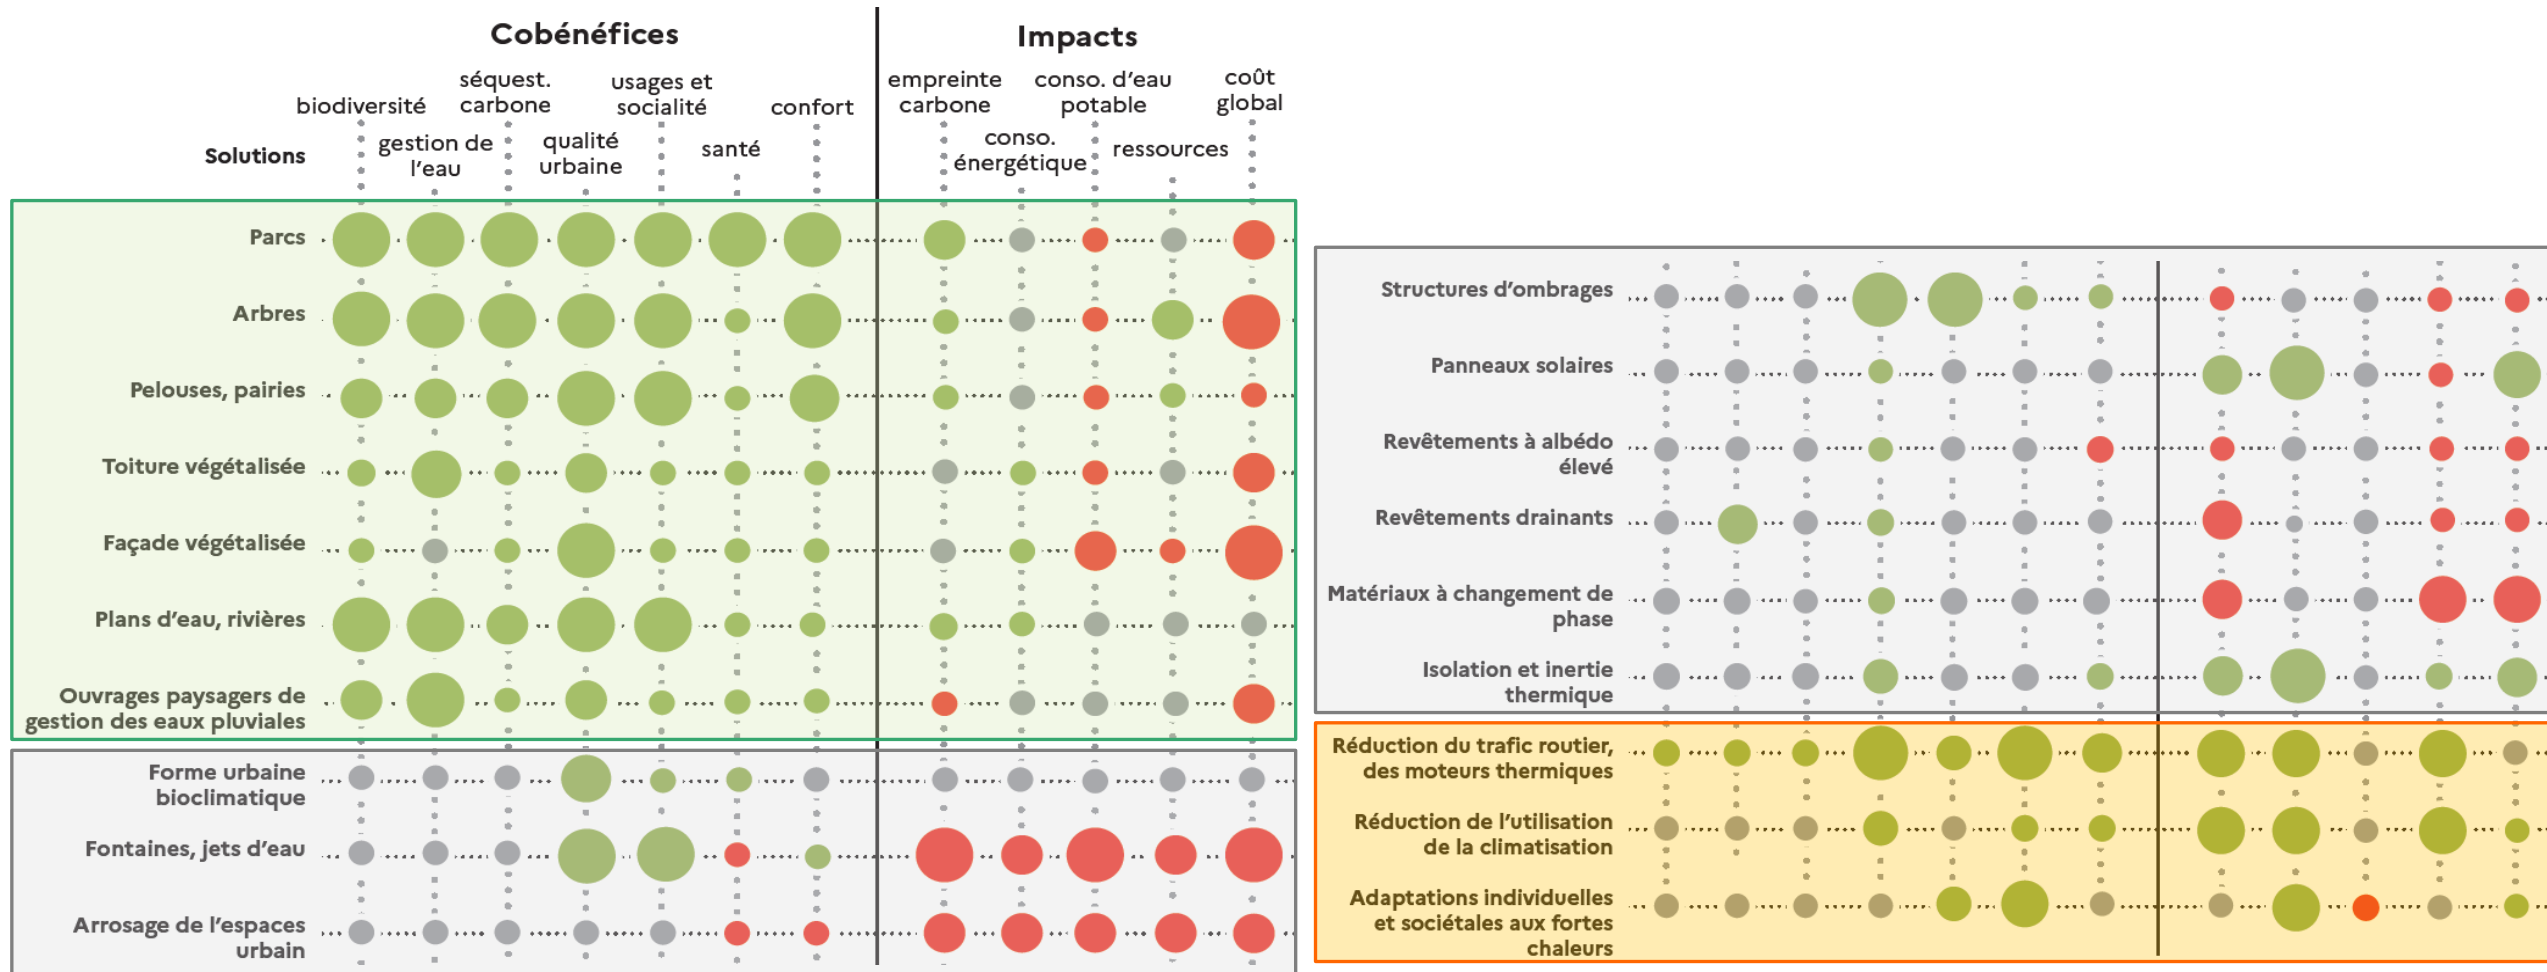 Cobénéfices
Impacts
biodiversité
gestion de
l'eau
séquest.
carbone
qualité
urbaine
usages et
socialité
santé
confort
empreinte
carbone
conso.
énergétique
conso. d'eau
potable
ressources
coût
global
Solutions
Parcs
Arbres
Pelouses, pairies
Toiture végétalisée
Façade végétalisée
Plans d'eau, rivières
Ouvrages paysagers de
gestion des eaux pluviales
Forme urbaine
bioclimatique
Fontaines, jets d'eau
Arrosage de l'espaces
urbain
Structures d'ombrages
Panneaux solaires
Revêtements à albédo
élevé
Revêtements drainants
Matériaux à changement de
phase
Isolation et inertie
thermique
Réduction du trafic routier,
des moteurs thermiques
Réduction de l'utilisation
de la climatisation
Adaptations individuelles
et sociétales aux fortes
chaleurs